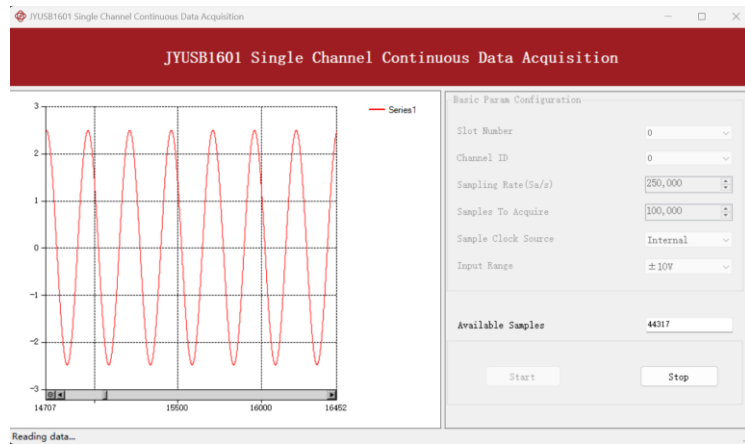 JYUSB1601 Single Channel Continuous Data Acquisition
JYUSB1601 Single Channel Continuous Data Acquisition
3
2
1
0
-1
-2
-3
14707
15500
16000
16452
Series1
Basic Param Configuration
Slot Number 0
Channel ID 0
Sampling Rate(Sa/s) 250,000
Samples To Acquire 100,000
Sample Clock Source Internal
Input Range ±10V
Available Samples 44317
Start Stop
Reading data...